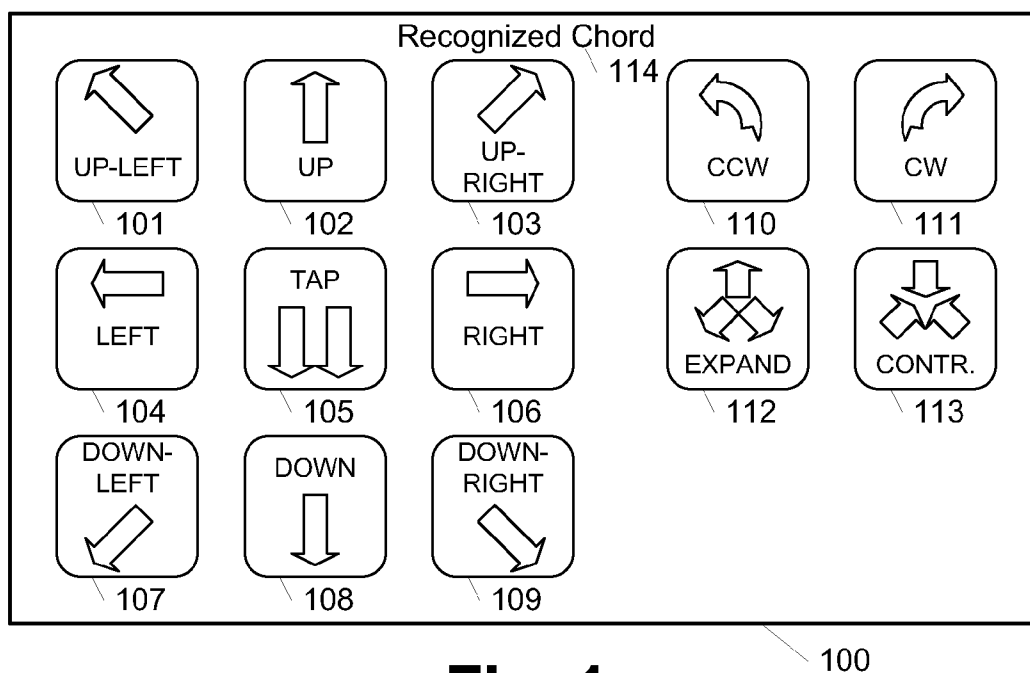 Recognized Chord
114
UP-LEFT
UP
UP-
RIGHT
CCW
CW
101
102
103
110
111
LEFT
TAP
RIGHT
EXPAND
CONTR.
104
105
106
112
113
DOWN-
LEFT
DOWN
DOWN-
RIGHT
107
108
109
100